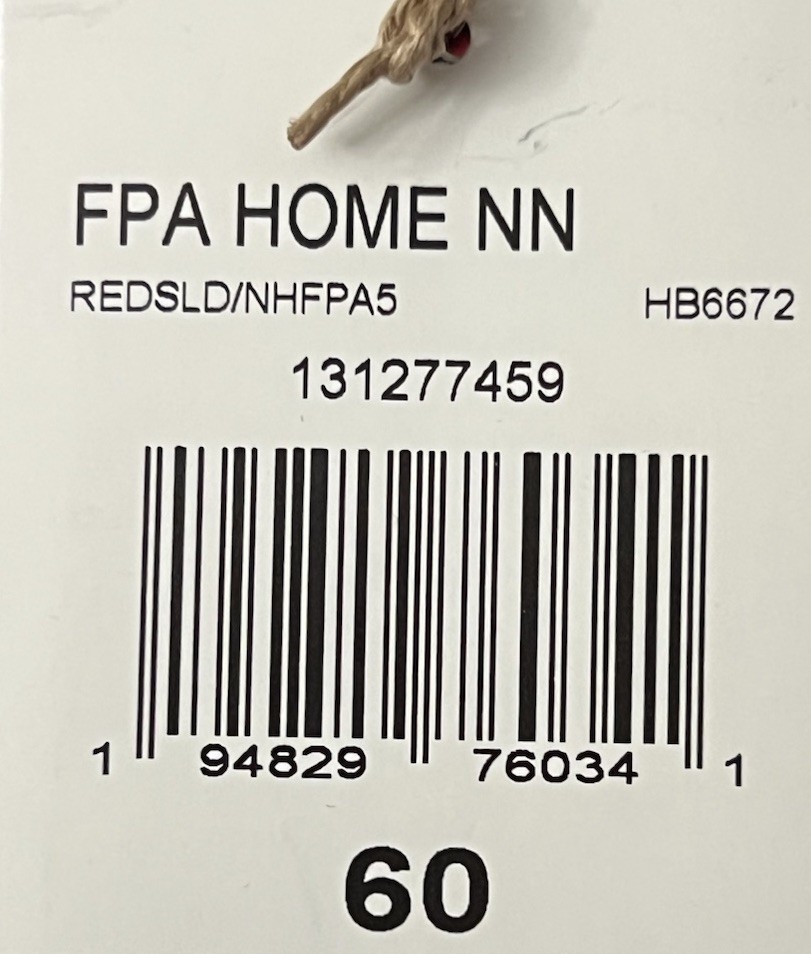 FPA HOME NN
REDSLD/NHFPA5 HB6672
131277459
1 94829 76034 1
60